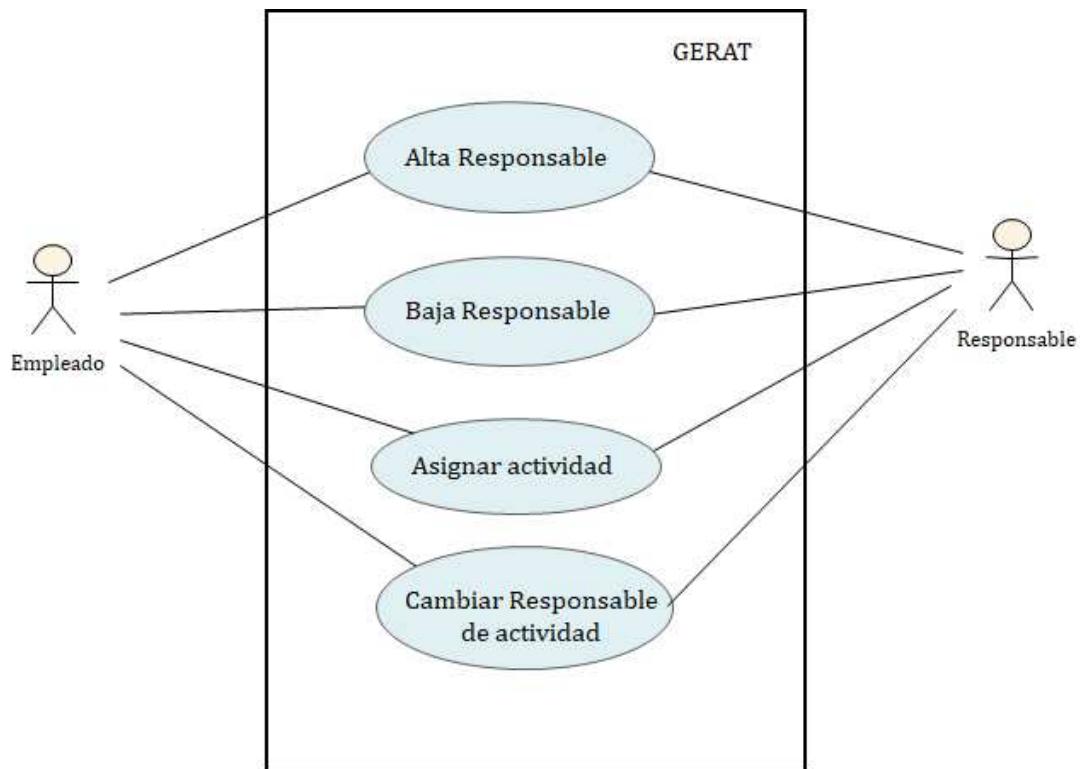 GERAT
Alta Responsable
Baja Responsable
Empleado
Responsable
Asignar actividad
Cambiar Responsable
de actividad